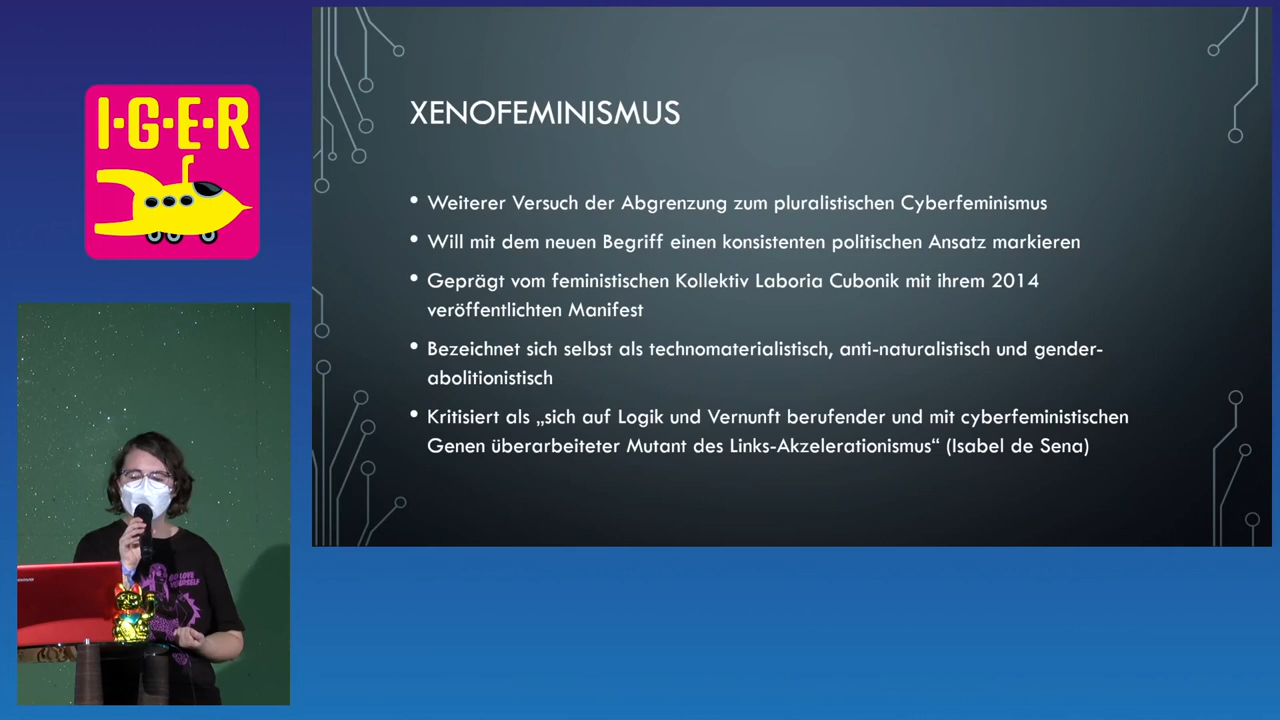 I·G·E·R
XENOFEMINISMUS
• Weiterer Versuch der Abgrenzung zum pluralistischen Cyberfeminismus
• Will mit dem neuen Begriff einen konsistenten politischen Ansatz markieren
• Geprägt vom feministischen Kollektiv Laboria Cubonik mit ihrem 2014
veröffentlichten Manifest
• Bezeichnet sich selbst als technomaterialistisch, anti-naturalistisch und gender-
abolitionistisch
• Kritisiert als „sich auf Logik und Vernunft berufender und mit cyberfeministischen
Genen überarbeiteter Mutant des Links-Akzelerationismus“ (Isabel de Sena)
GO LOVE
YOURSELF